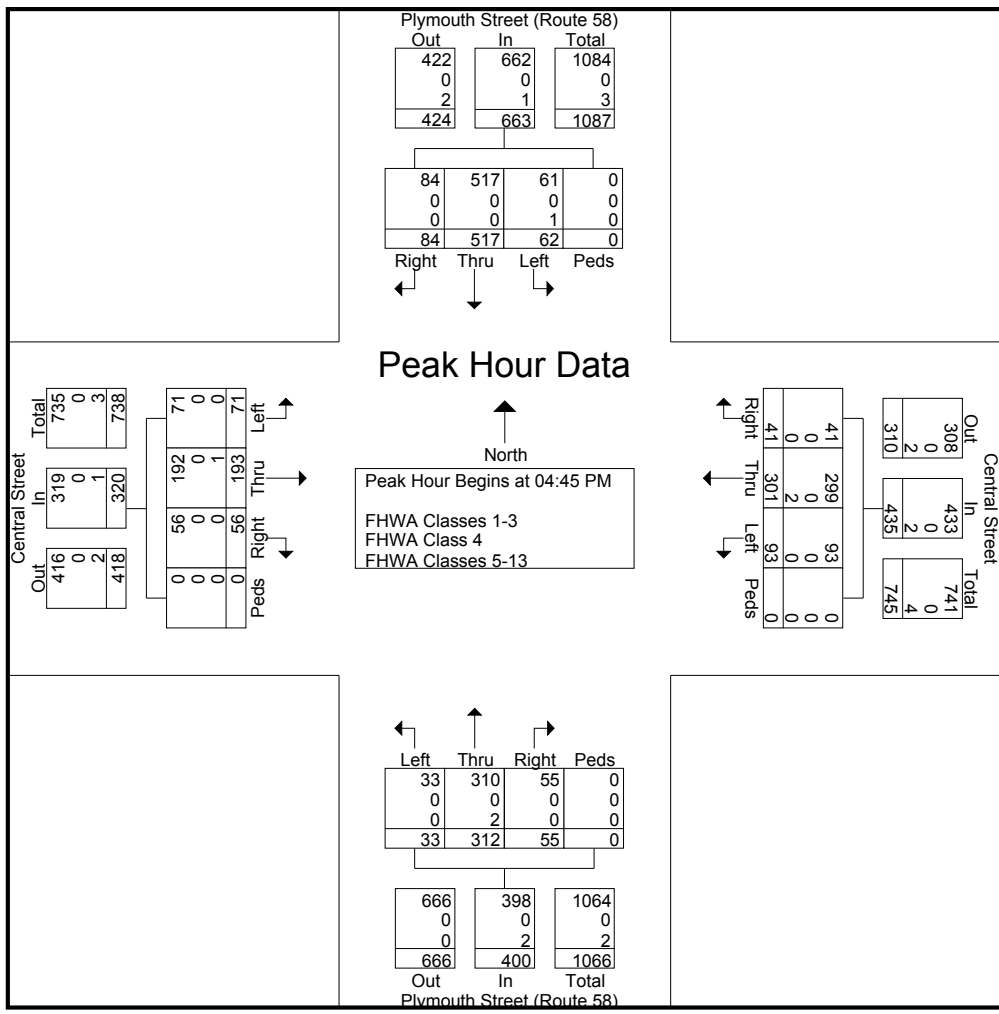 Plymouth Street (Route 58)
Out In Total
422 662 1084
0 0 0
2 1 3
424 663 1087
84 517 61 0
0 0 0 0
0 0 1 0
84 517 62 0
Right Thru Left Peds
Peak Hour Data
North
Peak Hour Begins at 04:45 PM
FHWA Classes 1-3
FHWA Class 4
FHWA Classes 5-13
Central Street
Out In Total
416 319 735
0 0 0
2 1 3
418 320 738
Peds Right Thru Left
0 56 192 71
0 0 0 0
0 0 1 0
0 56 193 71
Central Street
Out In Total
308 433 741
0 0 0
2 2 4
310 435 745
41 299 93 0
0 0 0 0
0 2 0 0
41 301 93 0
Right Thru Left Peds
Left Thru Right Peds
33 310 55 0
0 0 0 0
0 2 0 0
33 312 55 0
666 398 1064
0 0 0
0 2 2
666 400 1066
Out In Total
Plymouth Street (Route 58)